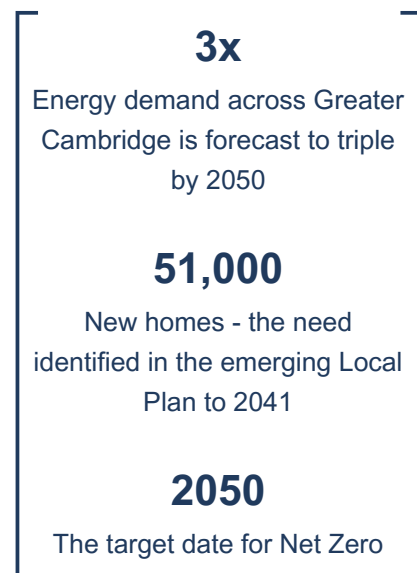 3x
Energy demand across Greater
Cambridge is forecast to triple
by 2050
51,000
New homes - the need
identified in the emerging Local
Plan to 2041
2050
The target date for Net Zero